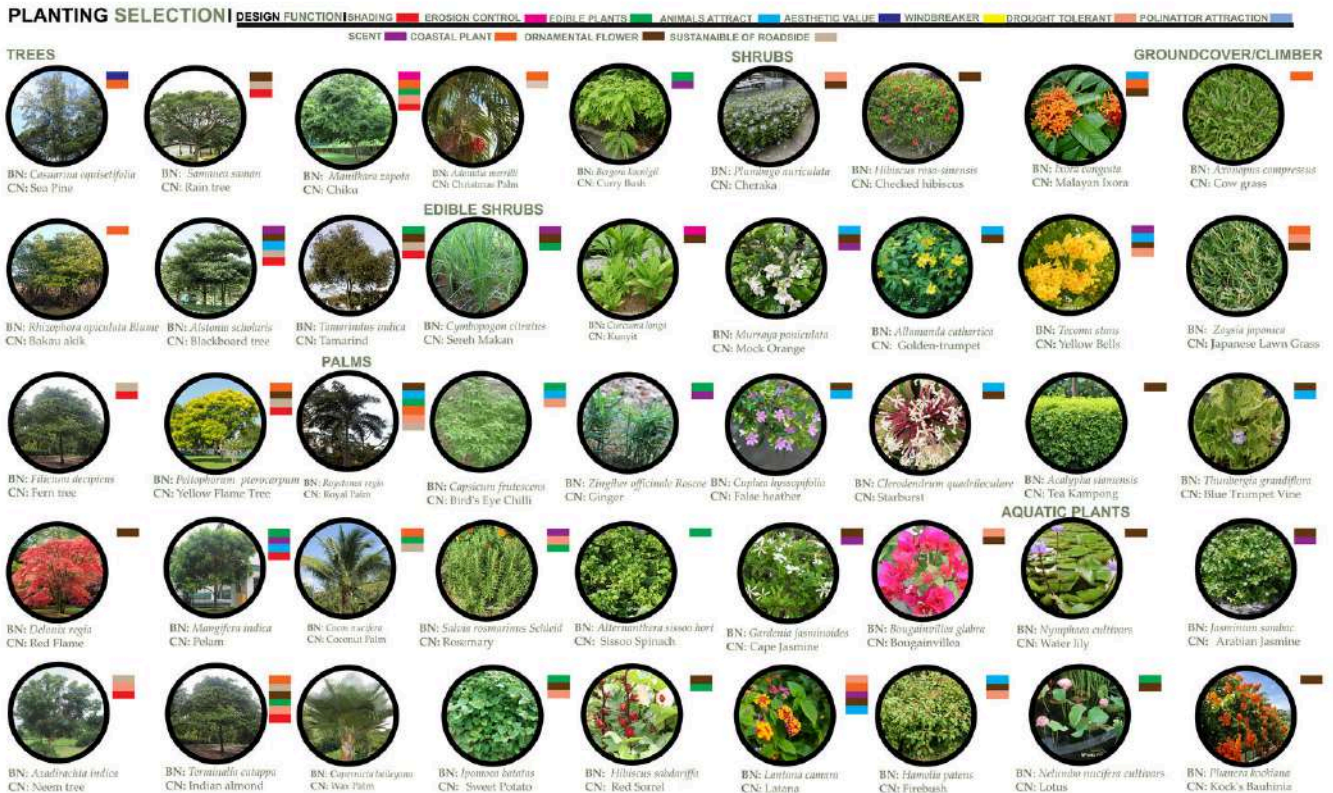 PLANTING SELECTION| DESIGN FUNCTION|SHADING EROSION CONTROL EDIBLE PLANTS ANIMALS ATTRACT AESTHETIC VALUE WINDBREAKER DROUGHT TOLERANT POLINATTOR ATTRACTION
SCENT COASTAL PLANT ORNAMENTAL FLOWER SUSTANAIBLE OF ROADSIDE
TREES SHRUBS GROUNDCOVER/CLIMBER
BN: Casuarina equisetifolia
CN: Sea Pine
BN: Samanea saman
CN: Rain tree
BN: Manilkara zapota
CN: Chiku
BN: Adonidia merrilli
CN: Christmas Palm
BN: Bergera koenigii
CN: Curry Bush
BN: Plumbngo auriculata
CN: Cheraka
BN: Hibiscus rosa-sinensis
CN: Checked hibiscus
BN: Ixora congesta
CN: Malayan Ixora
BN: Axonopus compressus
CN: Cow grass
EDIBLE SHRUBS
BN: Rhizophora apiculata Blume
CN: Bakau akik
BN: Alstonia scholaris
CN: Blackboard tree
BN: Tamarindus indica
CN: Tamarind
BN: Cymbopogon citratus
CN: Sereh Makan
BN: Curcuma longa
CN: Kunyit
BN: Murraya paniculata
CN: Mock Orange
BN: Allamanda cathartica
CN: Golden-trumpet
BN: Tecoma stans
CN: Yellow Bells
BN: Zoysia japonica
CN: Japanese Lawn Grass
PALMS
BN: Filicium decipiens
CN: Fern tree
BN: Peltophorum pterocarpum
CN: Yellow Flame Tree
BN: Roystonea regia
CN: Royal Palm
BN: Capsicum frutescens
CN: Bird's Eye Chilli
BN: Zingiber officinale Roscoe
CN: Ginger
BN: Cuphea hyssopifolia
CN: False heather
BN: Clerodendrum quadriloculare
CN: Starburst
BN: Acalypha siamensis
CN: Tea Kampong
BN: Thunbergia grandiflora
CN: Blue Trumpet Vine
AQUATIC PLANTS
BN: Delonix regia
CN: Red Flame
BN: Mangifera indica
CN: Pelam
BN: Cocos nucifera
CN: Coconut Palm
BN: Salvia rosmarinus Schleid
CN: Rosemary
BN: Alternanthera sissoo hort
CN: Sissoo Spinach
BN: Gardenia jasminoides
CN: Cape Jasmine
BN: Bougainvillea glabra
CN: Bougainvillea
BN: Nymphaea cultivars
CN: Water lily
BN: Jasminum sambac
CN: Arabian Jasmine
BN: Azadirachta indica
CN: Neem tree
BN: Terminalia catappa
CN: Indian almond
BN: Copernicia baileyana
CN: Wax Palm
BN: Ipomoea batatas
CN: Sweet Potato
BN: Hibiscus sabdariffa
CN: Red Sorrel
BN: Lantana camara
CN: Latana
BN: Hamelia patens
CN: Firebush
BN: Nelumbo nucifera cultivars
CN: Lotus
BN: Phanera kockiana
CN: Kock's Bauhinia